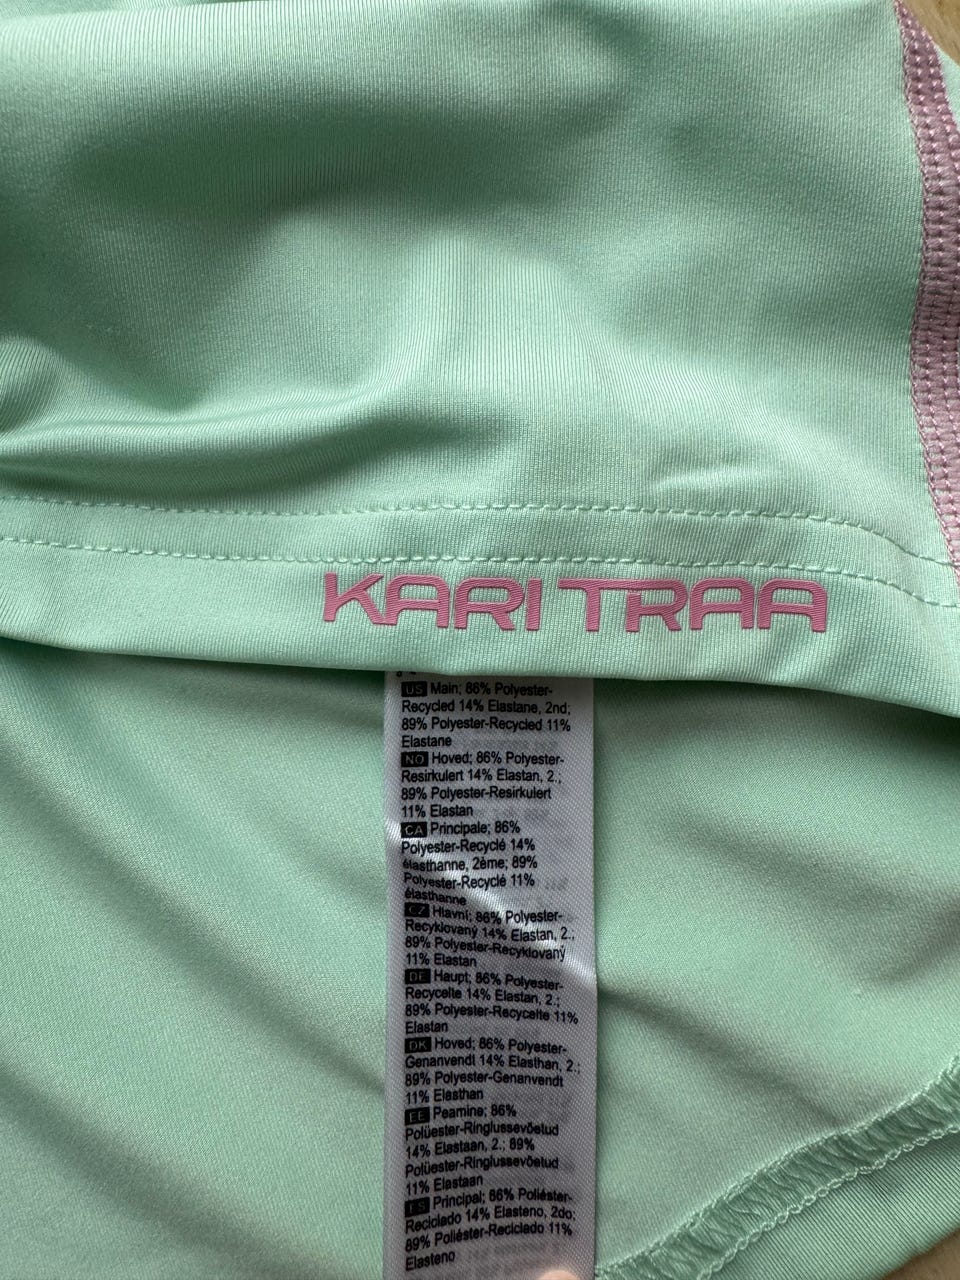 KARI TRAA
US Main; 86% Polyester-
Recycled 14% Elastane, 2nd;
89% Polyester-Recycled 11%
Elastane
NO Hoved; 86% Polyester-
Resirkulert 14% Elastan, 2.;
89% Polyester-Resirkulert
11% Elastan
CA Principale; 86%
Polyester-Recyclé 14%
élasthanne, 2ème; 89%
Polyester-Recyclé 11%
élasthanne
CZ Hlavní; 86% Polyester-
Recyklovaný 14% Elastan, 2.;
89% Polyester-Recyklovaný
11% Elastan
DE Haupt; 86% Polyester-
Recycelte 14% Elastan, 2.;
89% Polyester-Recycelte 11%
Elastan
DK Hoved; 86% Polyester-
Genanvendt 14% Elasthan, 2.;
89% Polyester-Genanvendt
11% Elasthan
EE Peamine; 86%
Polüester-Ringlussevõetud
14% Elastaan, 2.; 89%
Polüester-Ringlussevõetud
11% Elastaan
ES Principal; 86% Poliéster-
Reciclado 14% Elasteno, 2do;
89% Poliéster-Reciclado 11%
Elasteno